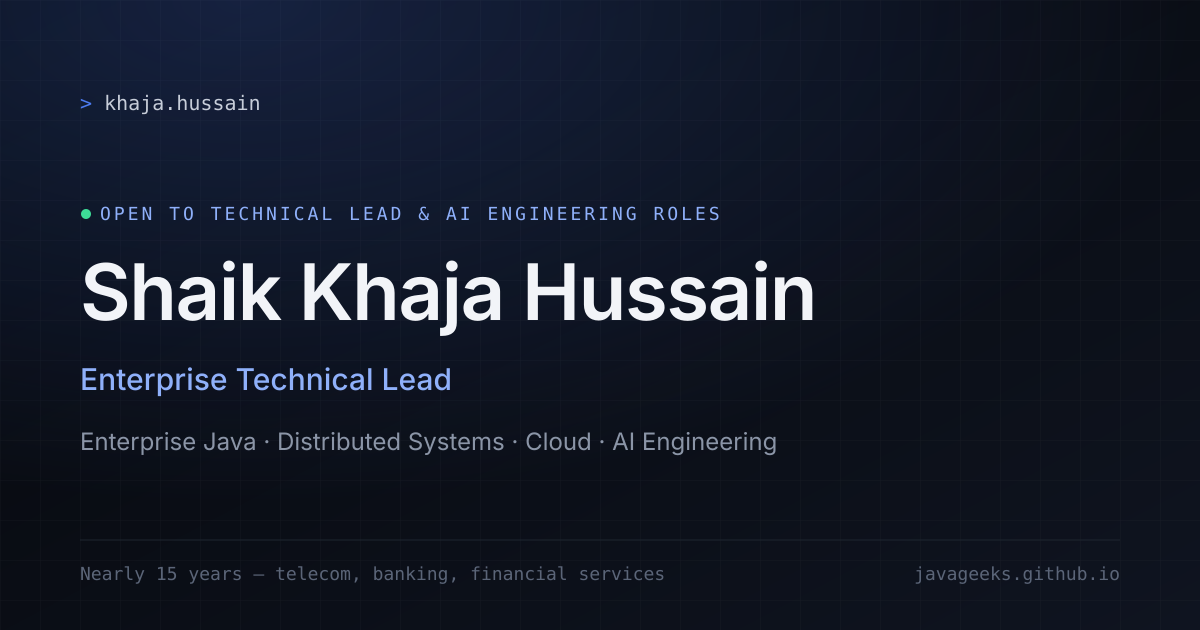 > khaja.hussain
OPEN TO TECHNICAL LEAD & AI ENGINEERING ROLES
Shaik Khaja Hussain
Enterprise Technical Lead
Enterprise Java · Distributed Systems · Cloud · AI Engineering
Nearly 15 years — telecom, banking, financial services
javageeks.github.io